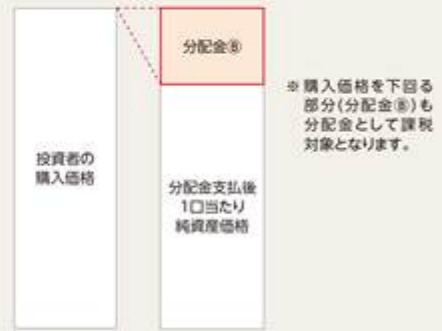 分配金Ⓑ
投資者の
購入価格
分配金支払後
1口当たり
純資産価格
※購入価格を下回る
部分(分配金Ⓑ)も
分配金として課税
対象となります。